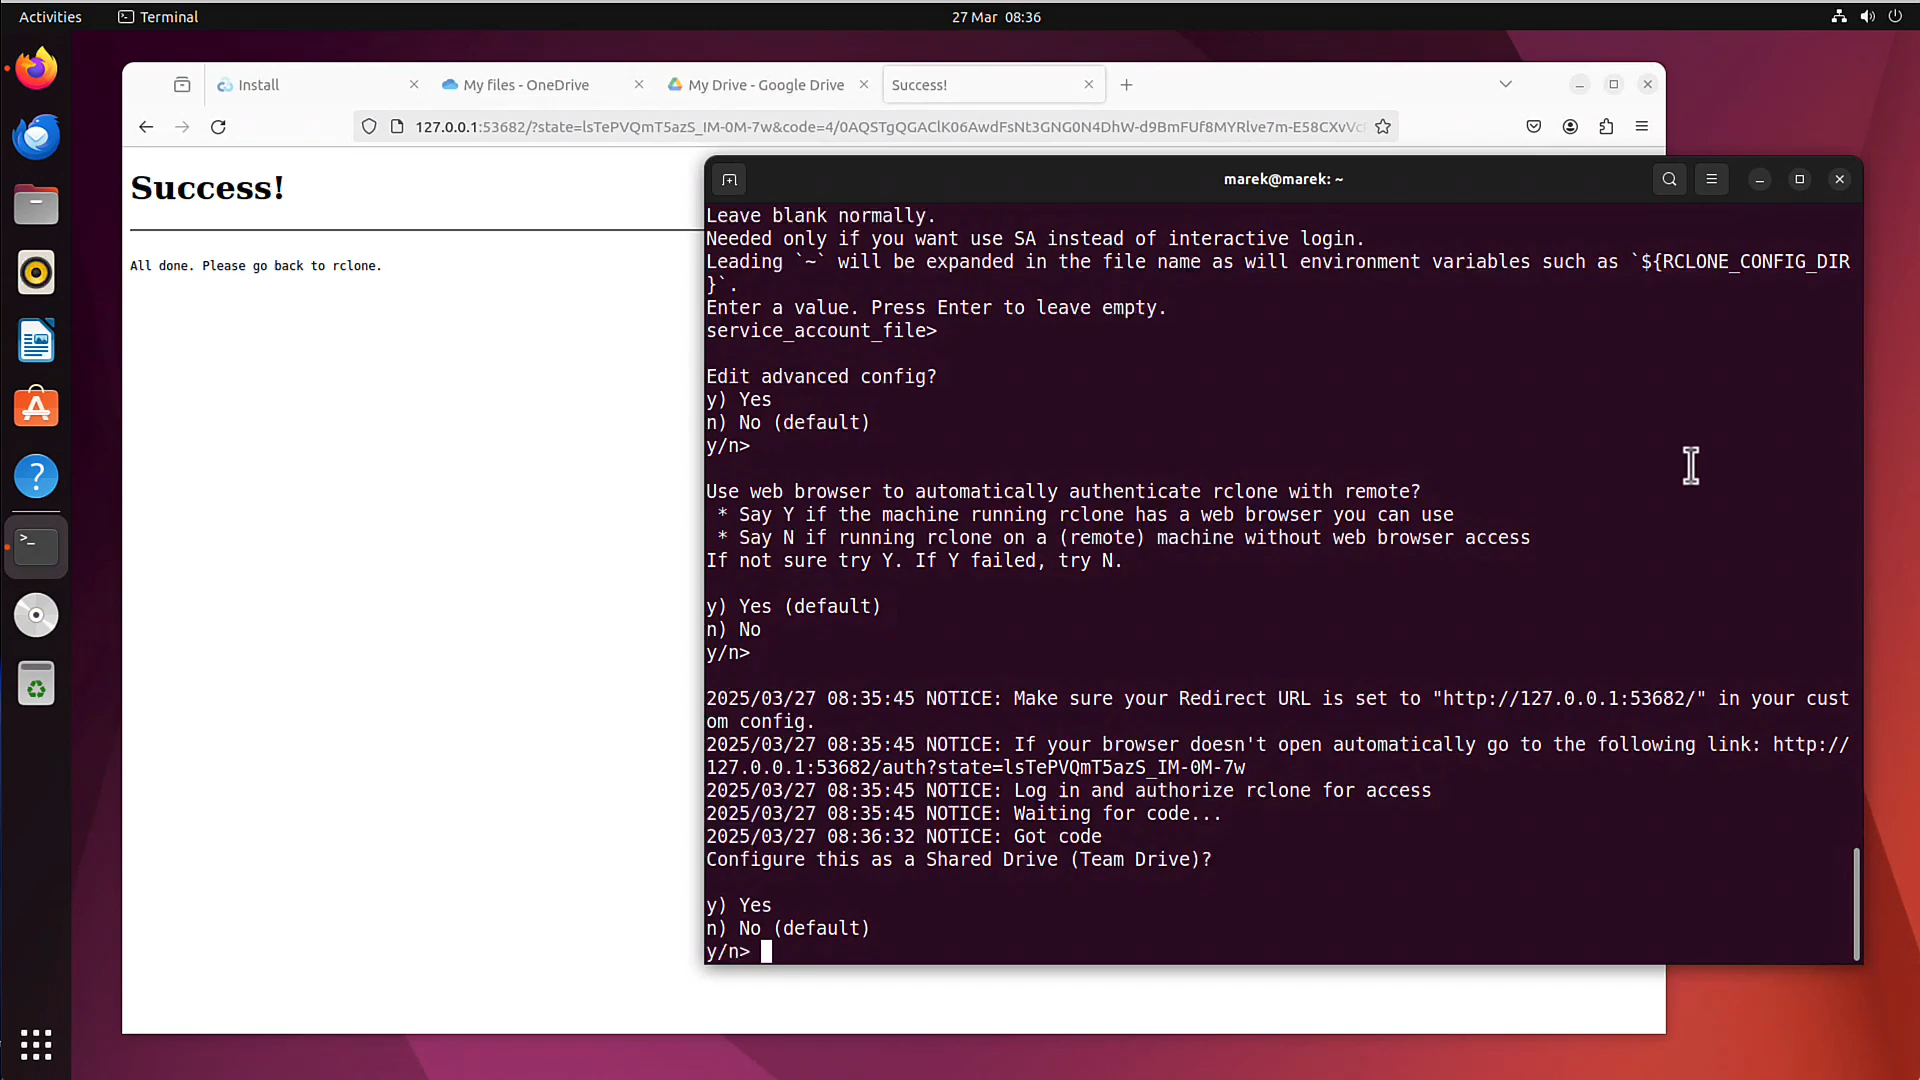 Activities
Terminal
27 Mar 08:36
Install
My files - OneDrive
My Drive - Google Drive
Success!
127.0.0.1:53682/?state=lsTePVQmT5azS_IM-0M-7w&code=4/0AQSTgQGAClK06AwdFsNt3GNG0N4DhW-d9BmFUf8MYRlve7m-E58CXvVcF
Success!
All done. Please go back to rclone.
marek@marek: ~
Leave blank normally.
Needed only if you want use SA instead of interactive login.
Leading `~` will be expanded in the file name as will environment variables such as `${RCLONE_CONFIG_DIR
}`.
Enter a value. Press Enter to leave empty.
service_account_file>
Edit advanced config?
y) Yes
n) No (default)
y/n>
Use web browser to automatically authenticate rclone with remote?
* Say Y if the machine running rclone has a web browser you can use
* Say N if running rclone on a (remote) machine without web browser access
If not sure try Y. If Y failed, try N.
y) Yes (default)
n) No
y/n>
2025/03/27 08:35:45 NOTICE: Make sure your Redirect URL is set to "http://127.0.0.1:53682/" in your cust
om config.
2025/03/27 08:35:45 NOTICE: If your browser doesn't open automatically go to the following link: http://
127.0.0.1:53682/auth?state=lsTePVQmT5azS_IM-0M-7w
2025/03/27 08:35:45 NOTICE: Log in and authorize rclone for access
2025/03/27 08:35:45 NOTICE: Waiting for code...
2025/03/27 08:36:32 NOTICE: Got code
Configure this as a Shared Drive (Team Drive)?
y) Yes
n) No (default)
y/n>